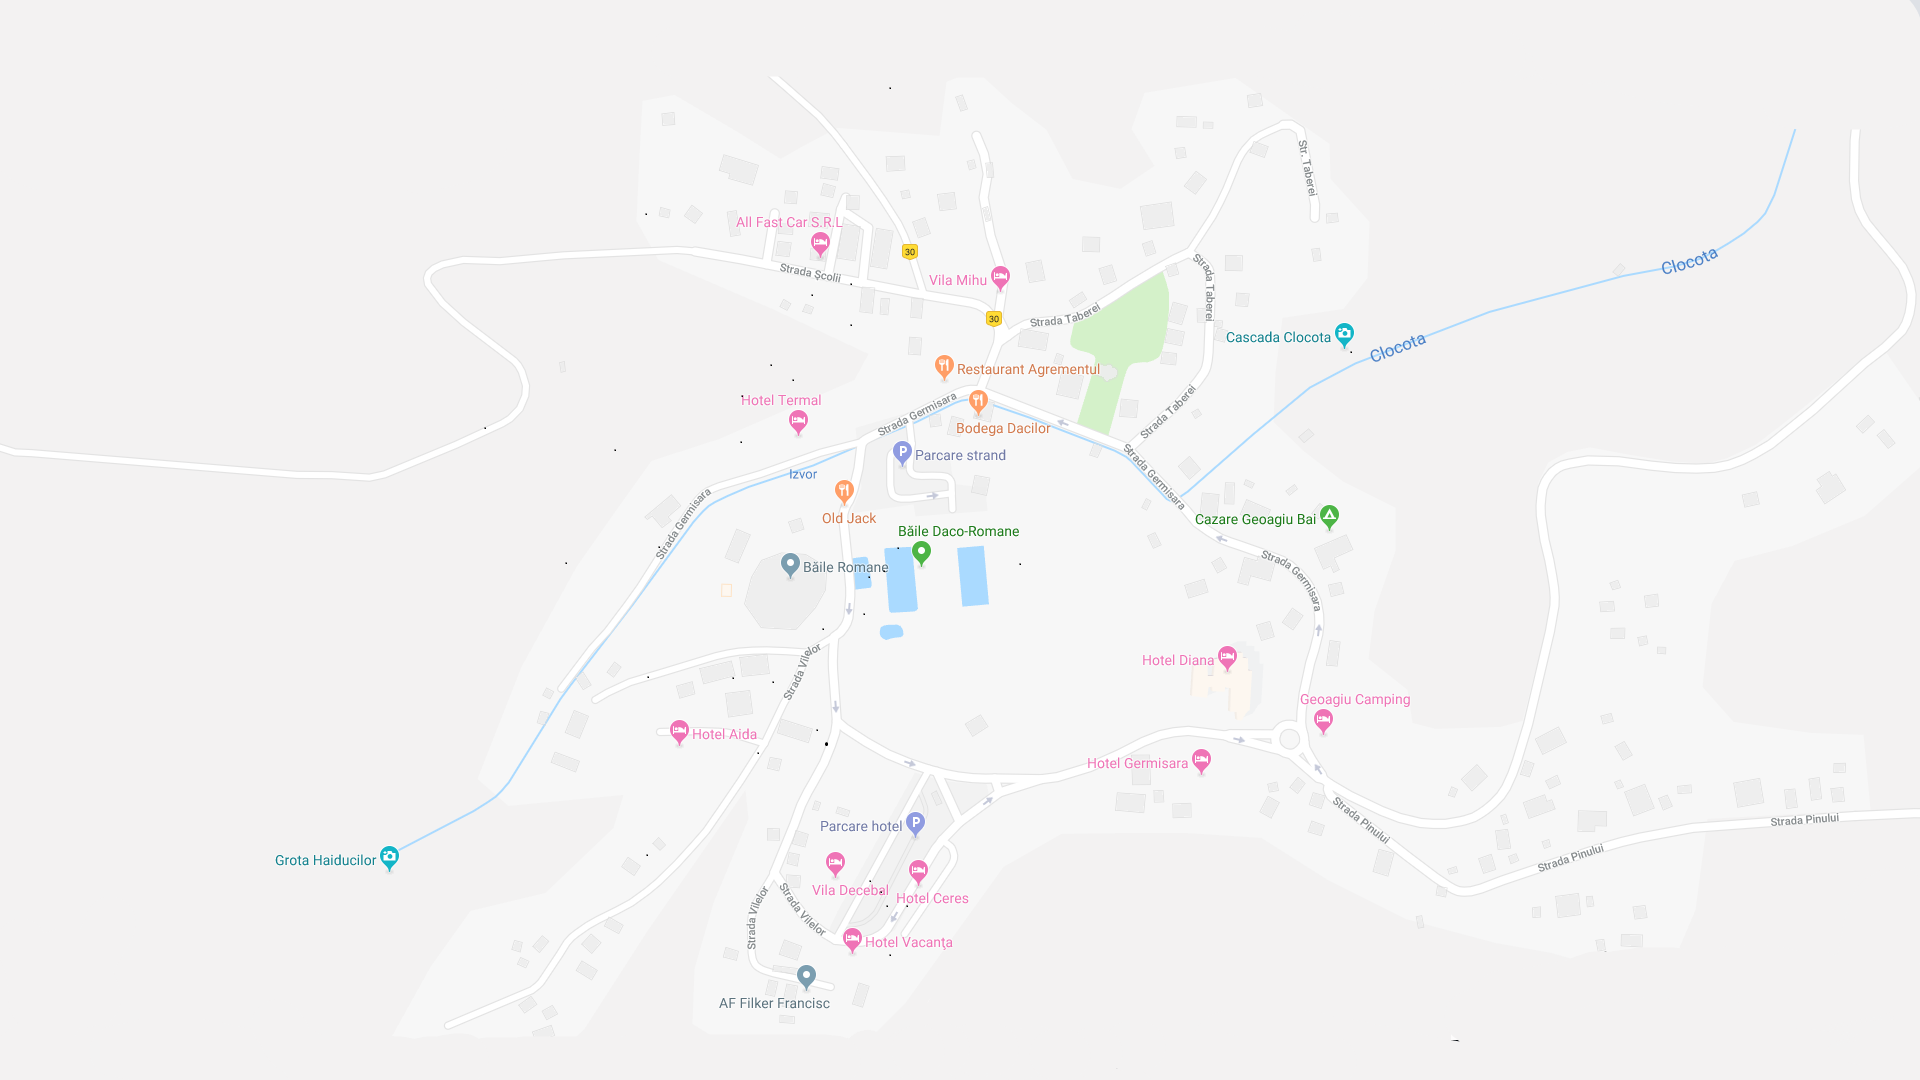 Str. Taberei
All Fast Car S.R.L
30
Clocota
Strada Școlii
Vila Mihu
Strada Taberei
30
Strada Taberei
Cascada Clocota
Clocota
Restaurant Agrementul
Hotel Termal
Strada Germisara
Bodega Dacilor
Strada Taberei
Parcare strand
Izvor
Strada Germisara
Old Jack
Strada Germisara
Cazare Geoagiu Bai
Băile Daco-Romane
Băile Romane
Strada Germisara
Strada Vilelor
Hotel Diana
Geoagiu Camping
Hotel Aida
Hotel Germisara
Strada Pinului
Strada Pinului
Parcare hotel
Strada Pinului
Grota Haiducilor
Vila Decebal
Hotel Ceres
Strada Vilelor
Strada Vilelor
Hotel Vacanța
AF Filker Francisc